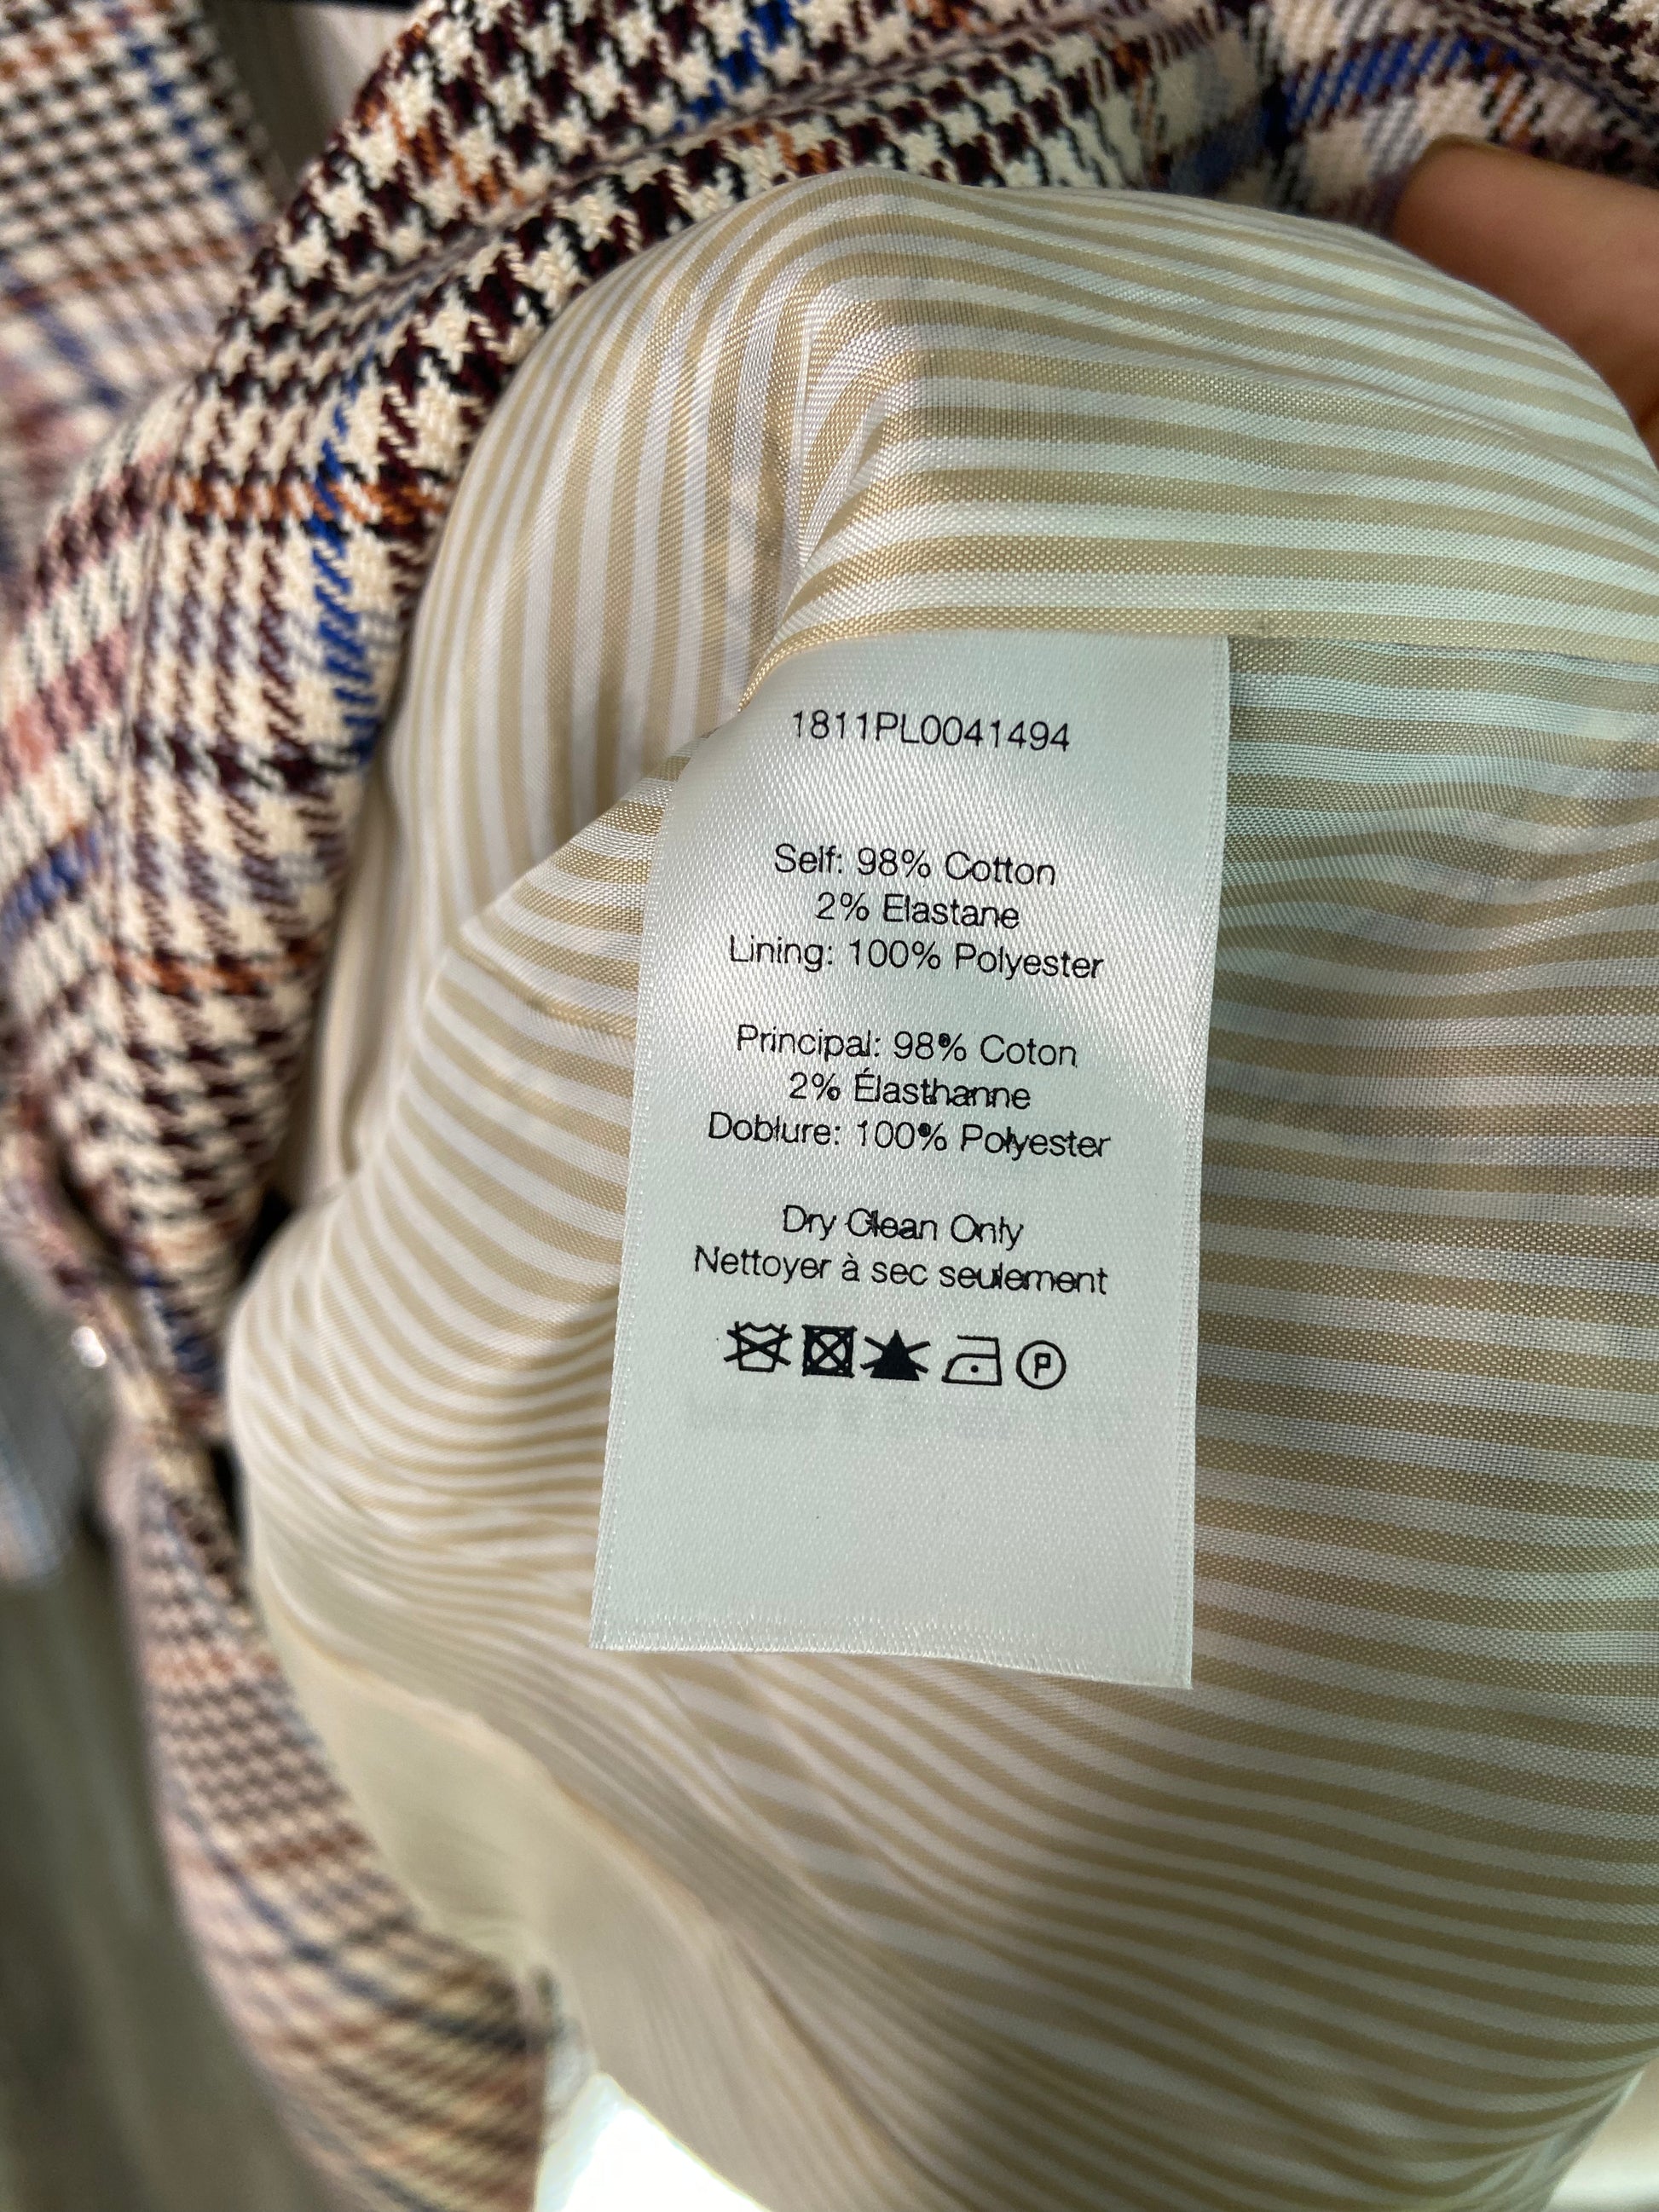 1811PL0041494
Self: 98% Cotton
2% Elastane
Lining: 100% Polyester
Principal: 98% Coton
2% Élasthanne
Doblure: 100% Polyester
Dry Clean Only
Nettoyer à sec seulement
P